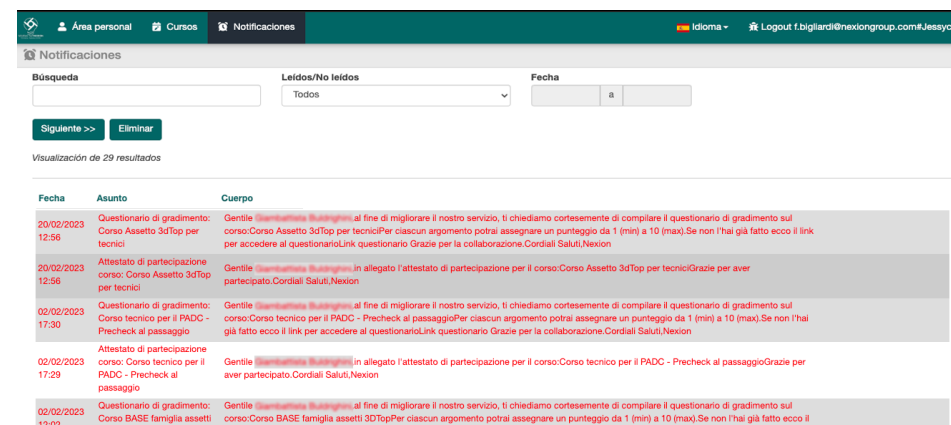 Área personal
Cursos
Notificaciones
Idioma
Logout f.bigliardi@nexiongroup.com#Jessyc
Notificaciones
Búsqueda
Leídos/No leídos
Fecha
Todos
a
Siguiente >>
Eliminar
Visualización de 29 resultados
Fecha
Asunto
Cuerpo
20/02/2023
12:56
Questionario di gradimento:
Corso Assetto 3dTop per
tecnici
Gentile ,al fine di migliorare il nostro servizio, ti chiediamo cortesemente di compilare il questionario di gradimento sul
corso:Corso Assetto 3dTop per tecniciPer ciascun argomento potrai assegnare un punteggio da 1 (min) a 10 (max).Se non l'hai già fatto ecco il link
per accedere al questionarioLink questionario Grazie per la collaborazione.Cordiali Saluti,Nexion
20/02/2023
12:56
Attestato di partecipazione
corso: Corso Assetto 3dTop
per tecnici
Gentile ,in allegato l'attestato di partecipazione per il corso:Corso Assetto 3dTop per tecniciGrazie per aver
partecipato.Cordiali Saluti,Nexion
02/02/2023
17:30
Questionario di gradimento:
Corso tecnico per il PADC -
Precheck al passaggio
Gentile ,al fine di migliorare il nostro servizio, ti chiediamo cortesemente di compilare il questionario di gradimento sul
corso:Corso tecnico per il PADC - Precheck al passaggioPer ciascun argomento potrai assegnare un punteggio da 1 (min) a 10 (max).Se non l'hai
già fatto ecco il link per accedere al questionarioLink questionario Grazie per la collaborazione.Cordiali Saluti,Nexion
02/02/2023
17:29
Attestato di partecipazione
corso: Corso tecnico per il
PADC - Precheck al
passaggio
Gentile ,in allegato l'attestato di partecipazione per il corso:Corso tecnico per il PADC - Precheck al passaggioGrazie per
aver partecipato.Cordiali Saluti,Nexion
02/02/2023
12:02
Questionario di gradimento:
Corso BASE famiglia assetti
Gentile ,al fine di migliorare il nostro servizio, ti chiediamo cortesemente di compilare il questionario di gradimento sul
corso:Corso BASE famiglia assetti 3DTopPer ciascun argomento potrai assegnare un punteggio da 1 (min) a 10 (max).Se non l'hai già fatto ecco il